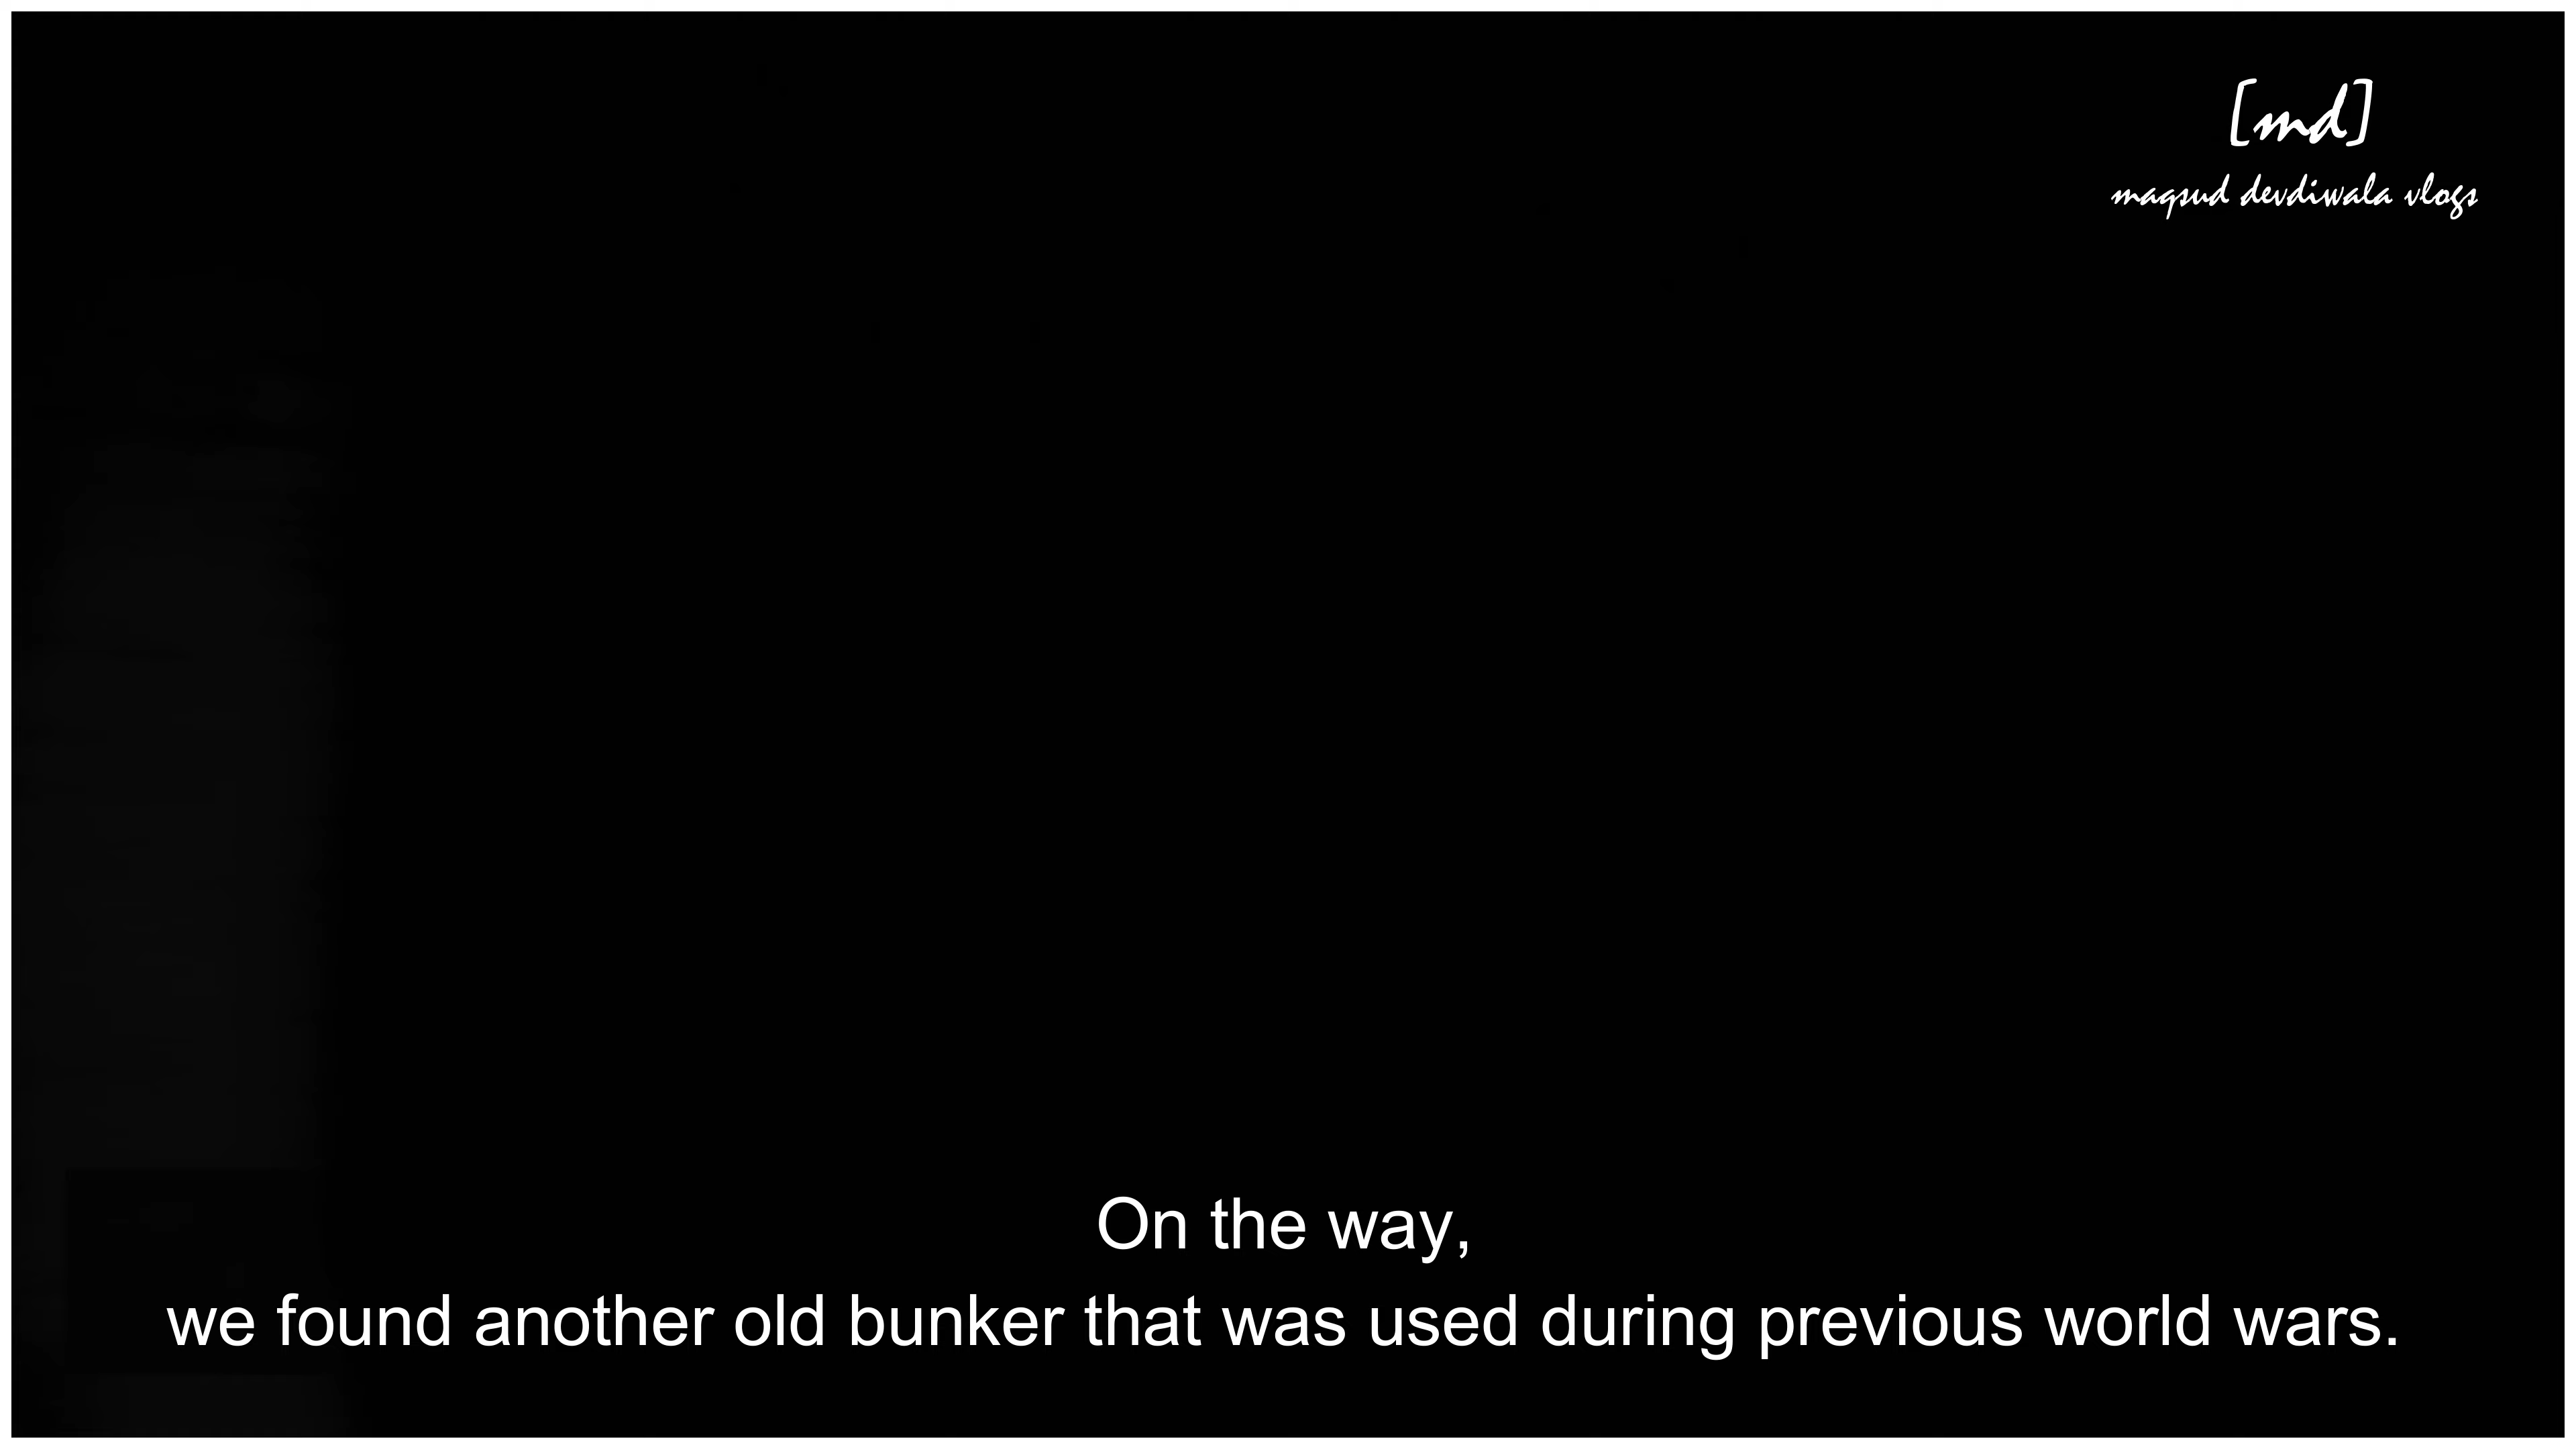 [md]
maqsud devdiwala vlogs
On the way,
we found another old bunker that was used during previous world wars.